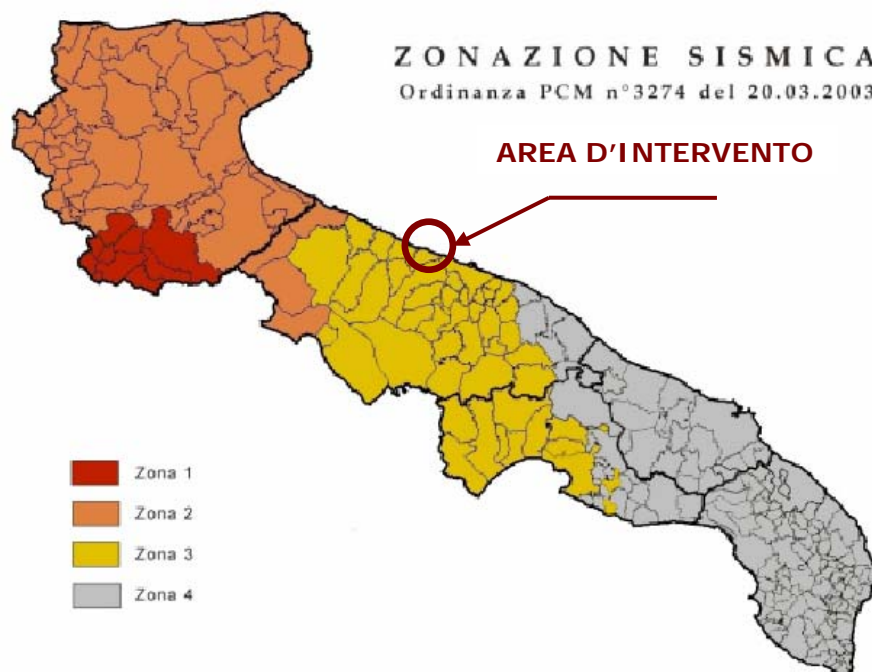 ZONAZIONE SISMICA
Ordinanza PCM n°3274 del 20.03.2003
AREA D'INTERVENTO
Zona 1
Zona 2
Zona 3
Zona 4